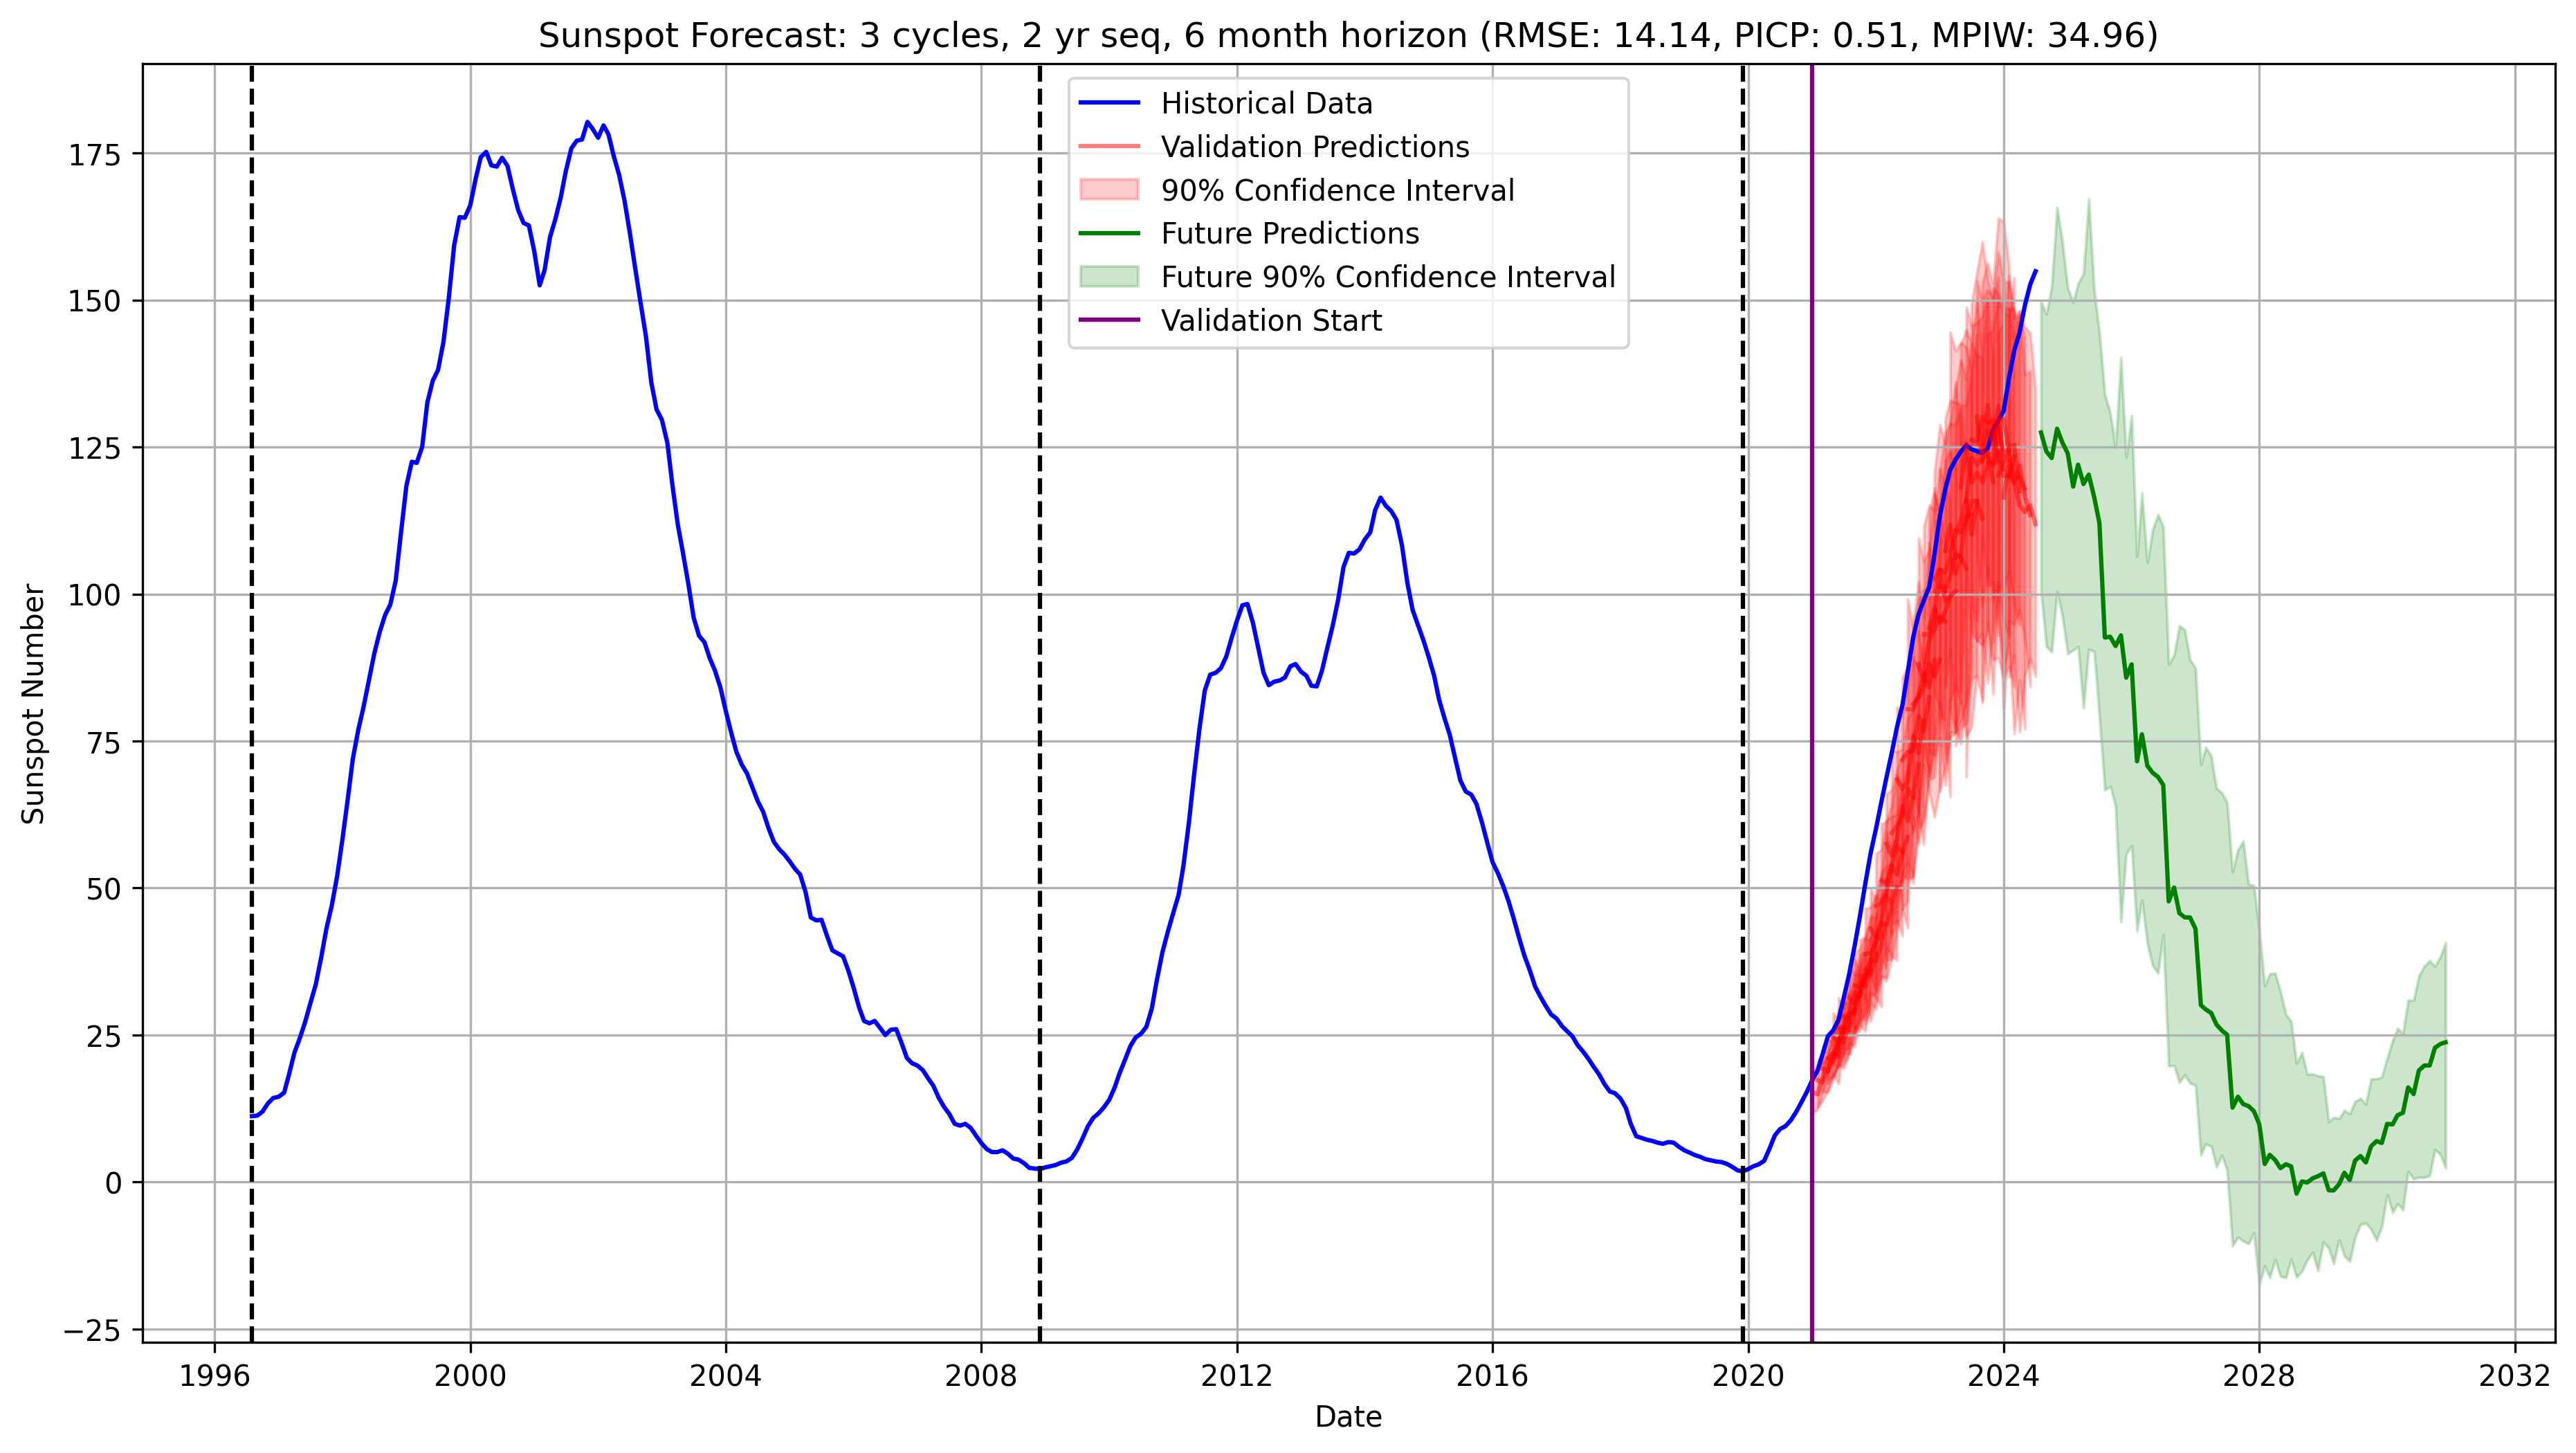 Sunspot Forecast: 3 cycles, 2 yr seq, 6 month horizon (RMSE: 14.14, PICP: 0.51, MPIW: 34.96)
Historical Data
Validation Predictions
90% Confidence Interval
Future Predictions
Future 90% Confidence Interval
Validation Start
Sunspot Number
175
150
125
100
75
50
25
0
−25
1996 2000 2004 2008 2012 2016 2020 2024 2028 2032
Date